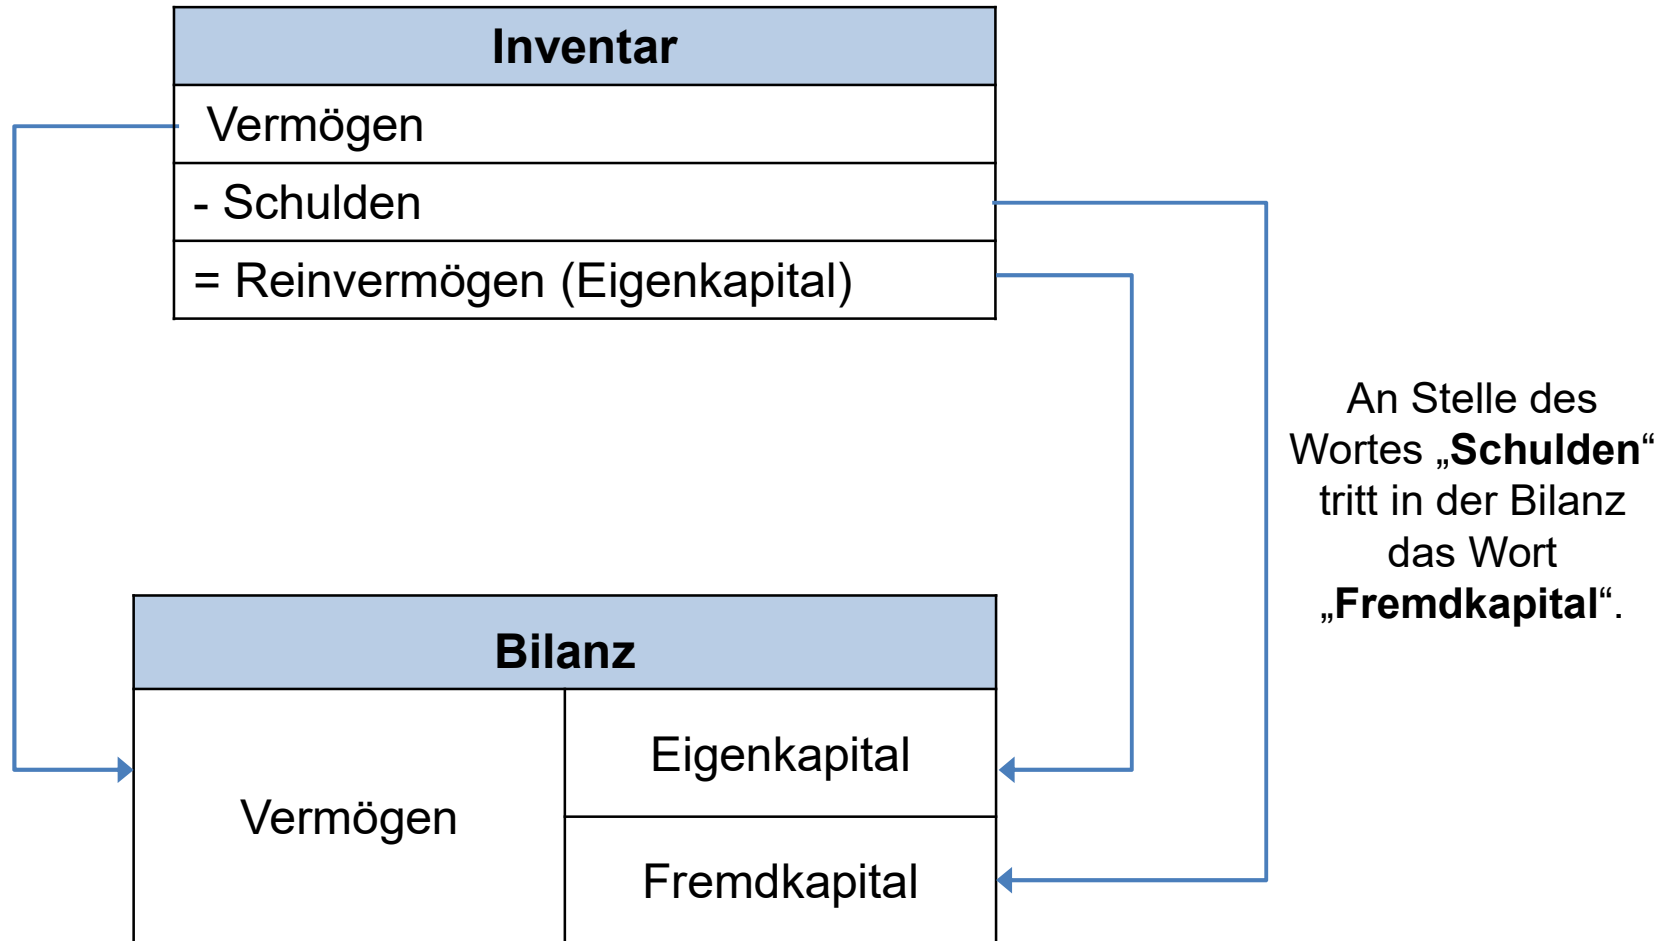 Inventar
Vermögen
- Schulden
= Reinvermögen (Eigenkapital)
An Stelle des
Wortes „Schulden“
tritt in der Bilanz
das Wort
„Fremdkapital“.
Bilanz
Vermögen
Eigenkapital
Fremdkapital